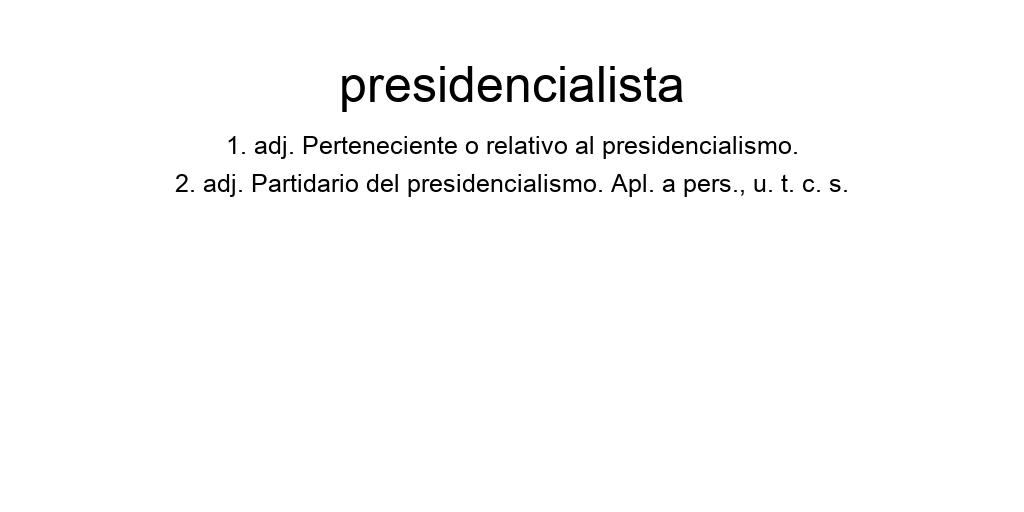 presidencialista
1. adj. Perteneciente o relativo al presidencialismo.
2. adj. Partidario del presidencialismo. Apl. a pers., u. t. c. s.